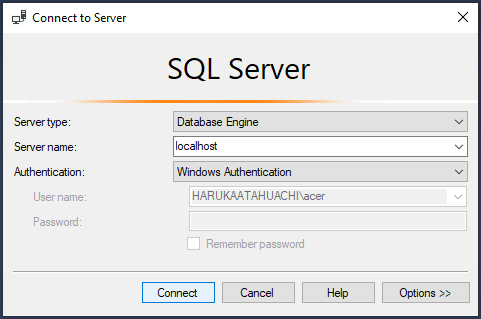 Connect to Server
SQL Server
Server type: Database Engine
Server name: localhost
Authentication: Windows Authentication
User name: HARUKAATAHUACHI\acer
Password:
Remember password
Connect Cancel Help Options >>